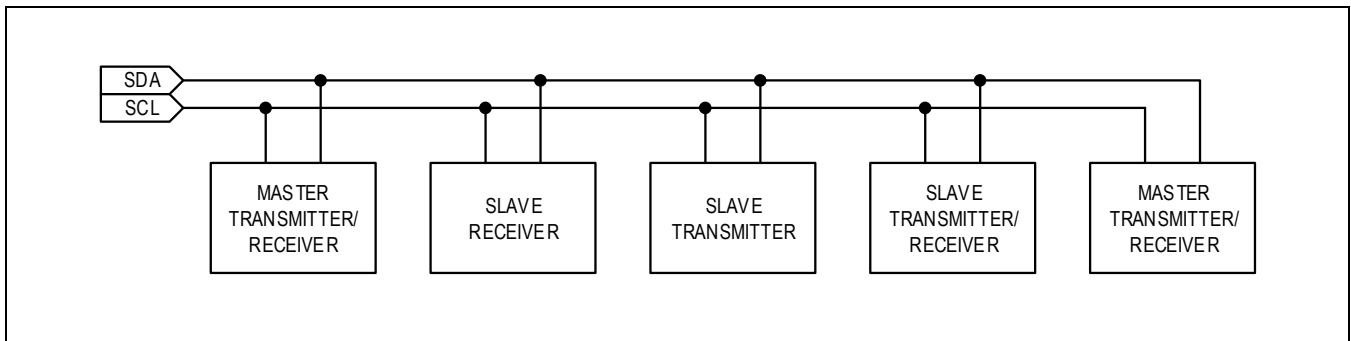 SDA
SCL
MASTER
TRANSMITTER/
RECEIVER
SLAVE
RECEIVER
SLAVE
TRANSMITTER
SLAVE
TRANSMITTER/
RECEIVER
MASTER
TRANSMITTER/
RECEIVER